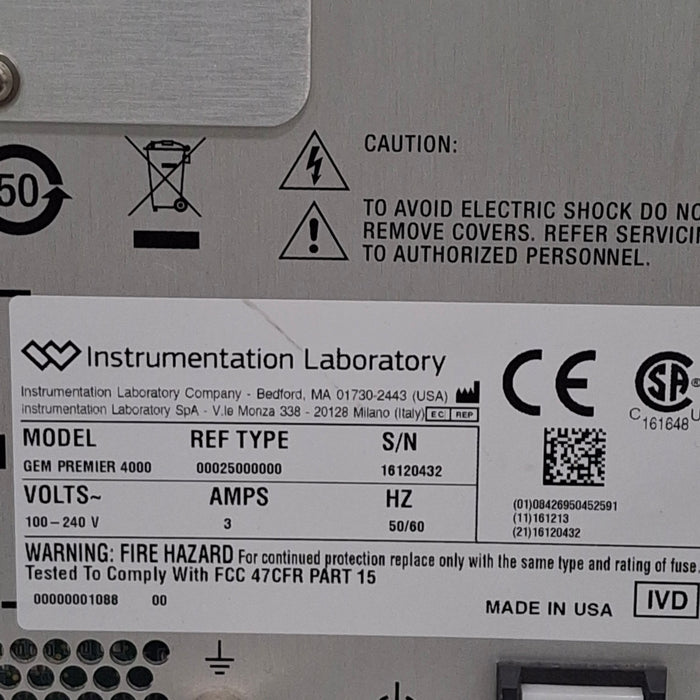 50
CAUTION:
TO AVOID ELECTRIC SHOCK DO
REMOVE COVERS. REFER
TO AUTHORIZED PERSONNEL.
Instrumentation Laboratory
Instrumentation Laboratory Company - Bedford, MA 01730-2443 (USA)
Instrumentation Laboratory SpA - V.le Monza 338 - 20128 Milano (Italy) EC REP
CE
SA
C 161648 U
MODEL REF TYPE S/N
GEM PREMIER 4000 00025000000 16120432
VOLTS~ AMPS HZ
100-240 V 3 50/60
(01)08426950452591
(11)161213
(21)16120432
WARNING: FIRE HAZARD For continued protection replace only with the same type and rating of fuse.
Tested To Comply With FCC 47CFR PART 15
00000001088 00
MADE IN USA IVD